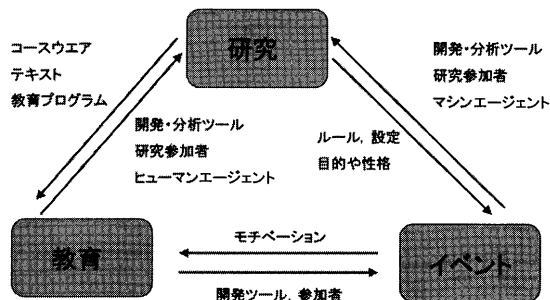 研究
コースウエア
テキスト
教育プログラム
開発・分析ツール
研究参加者
マシンエージェント
開発・分析ツール
研究参加者
ヒューマンエージェント
ルール, 設定
目的や性格
教育
モチベーション
開発ツール, 参加者
イベント